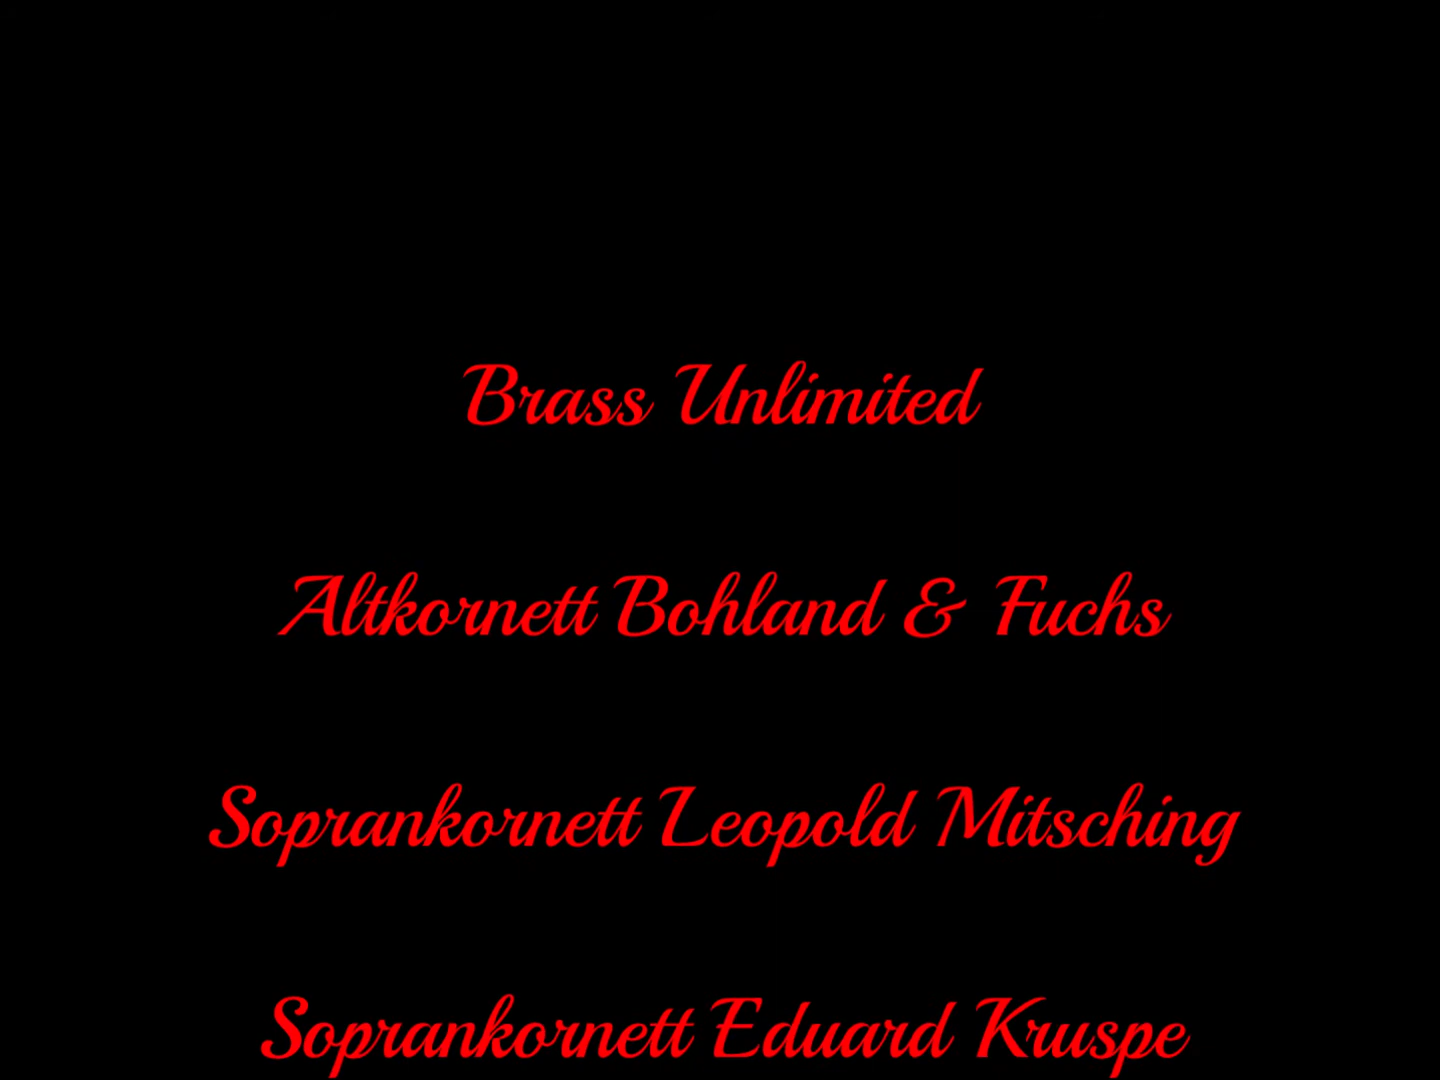 Brass Unlimited
Altkornett Bohland & Fuchs
Soprankornett Leopold Mitsching
Soprankornett Eduard Kruspe